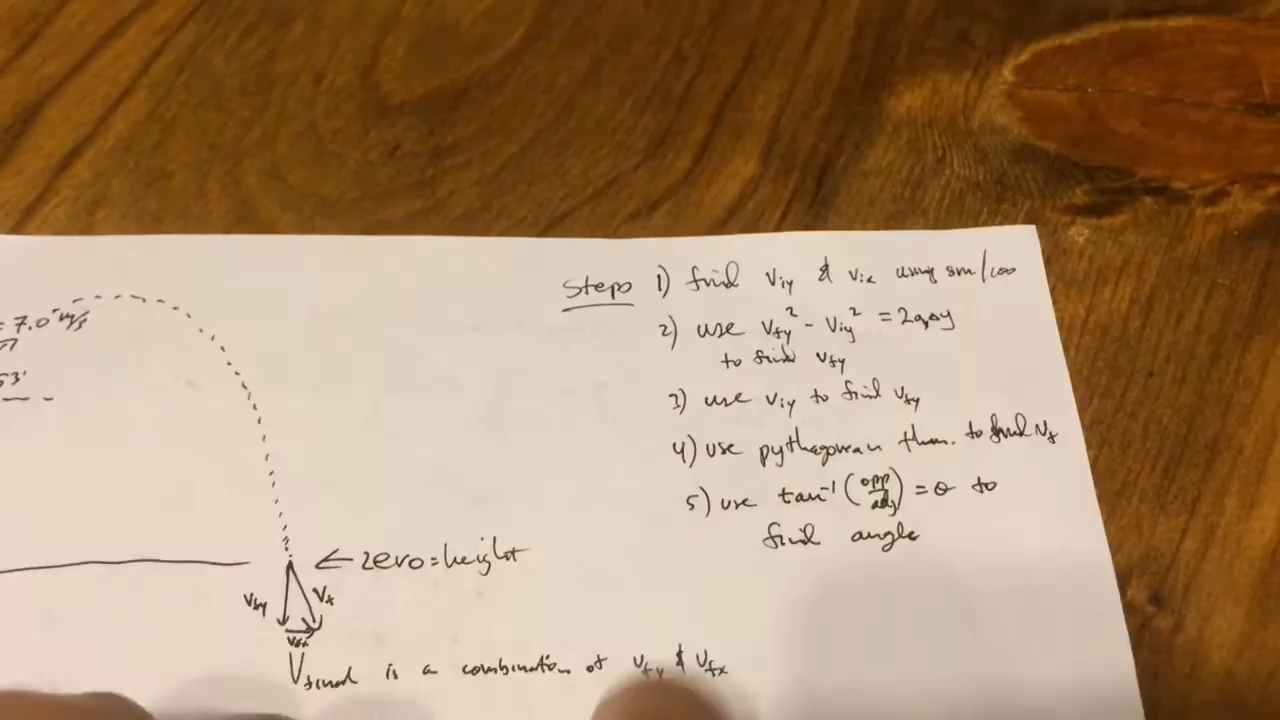 Steps 1) find viy & vix using sin/cos
2) use vfy² - viy² = 2gΔy
to find vfy
3) use viy to find vfy
4) use pythagorean thm. to find vf
5) use tan⁻¹(opp/adj) = θ to
find angle
= 7.0 m/s
53°
← zero = height
vfy vf
vfx
Vfinal is a combination of vfy & vfx